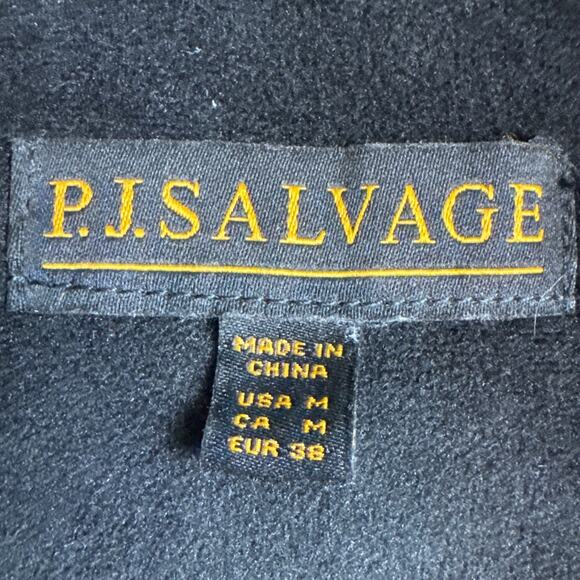 P.J.SALVAGE
MADE IN
CHINA
USA M
CA M
EUR 38